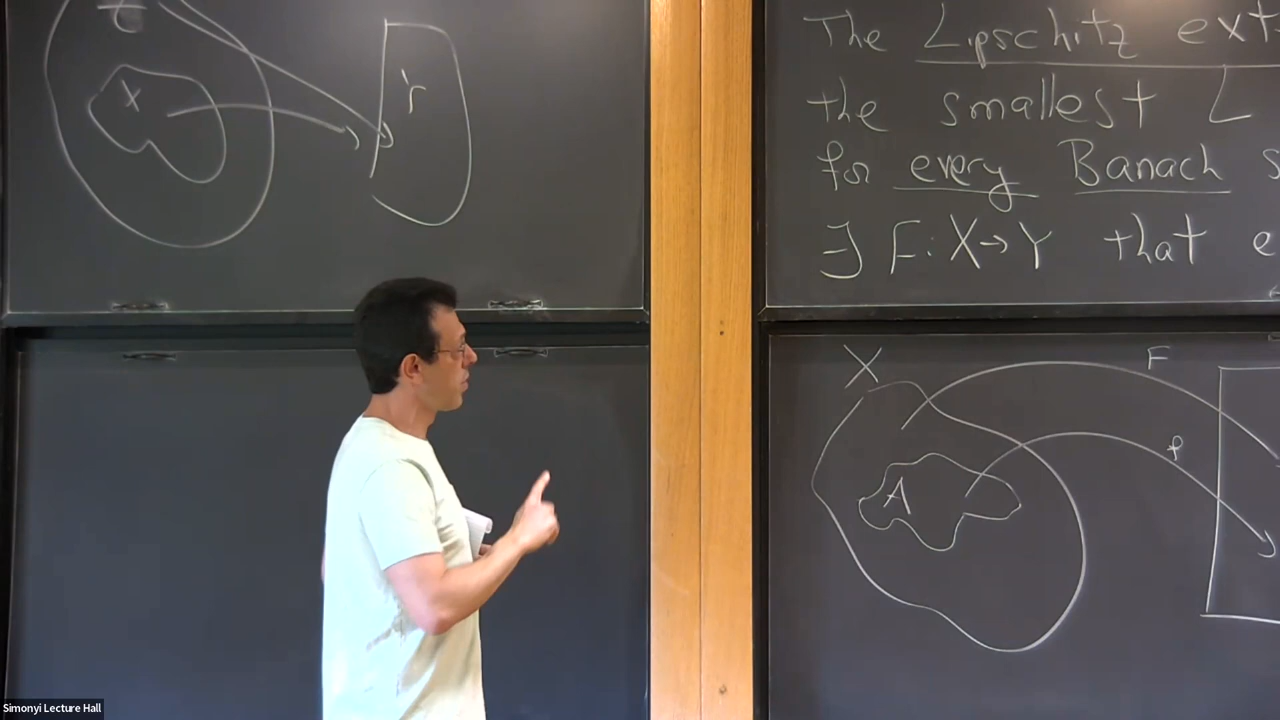 X
The Lipschitz ext
the smallest L
for every Banach s
∃ F: X→Y that e
X
F
f
A
Simonyi Lecture Hall